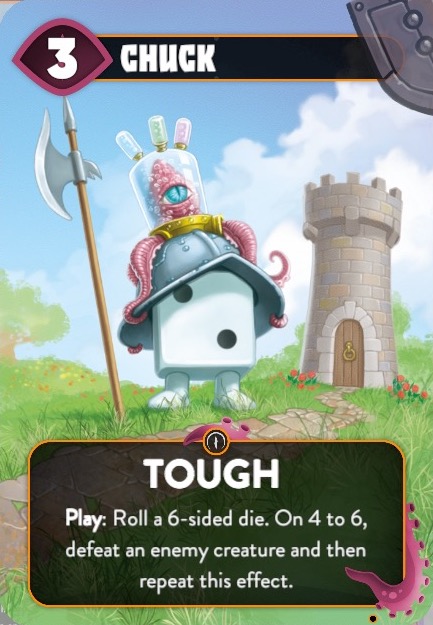 3 CHUCK
TOUGH
Play: Roll a 6-sided die. On 4 to 6,
defeat an enemy creature and then
repeat this effect.